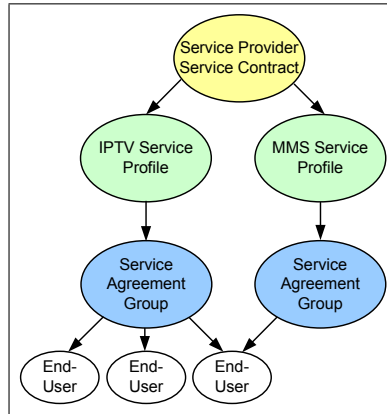 Service Provider
Service Contract
IPTV Service
Profile
MMS Service
Profile
Service
Agreement
Group
Service
Agreement
Group
End-
User
End-
User
End-
User